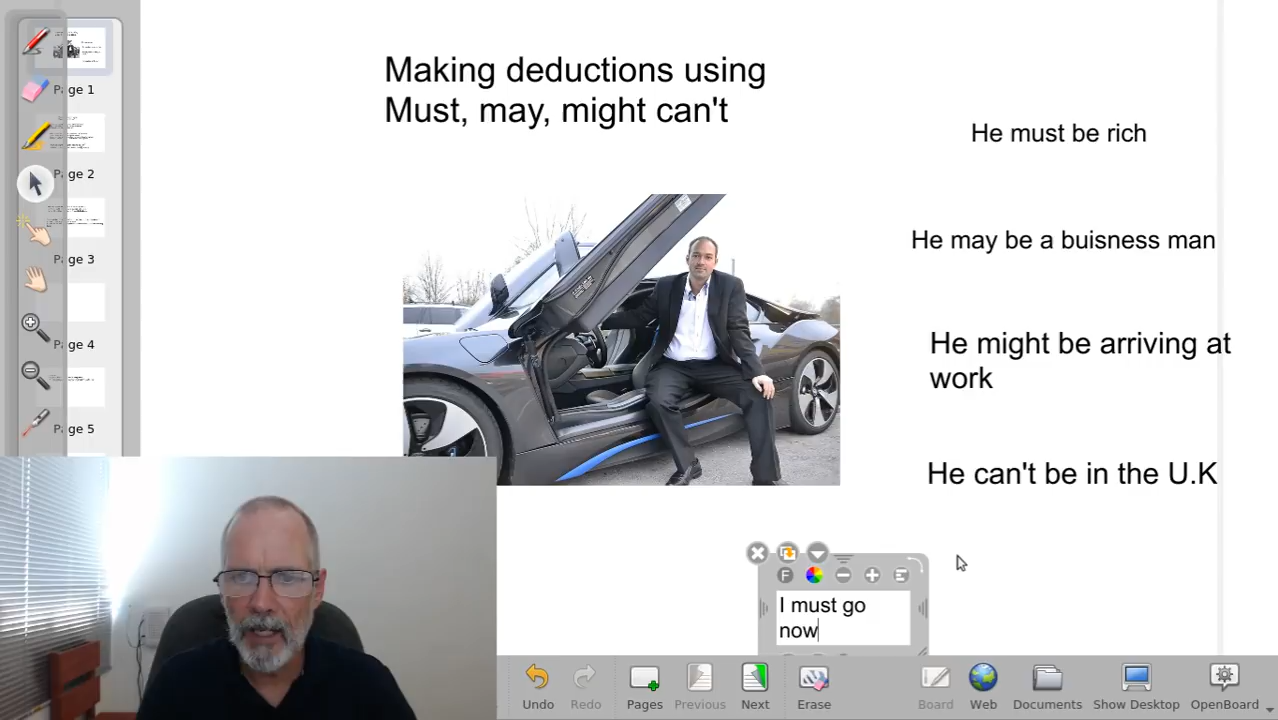 Making deductions using
Must, may, might can't
He must be rich
He may be a buisness man
He might be arriving at
work
He can't be in the U.K
I must go
now
Page 1
Page 2
Page 3
Page 4
Page 5
Undo
Redo
Pages
Previous
Next
Erase
Board
Web
Documents
Show Desktop
OpenBoard